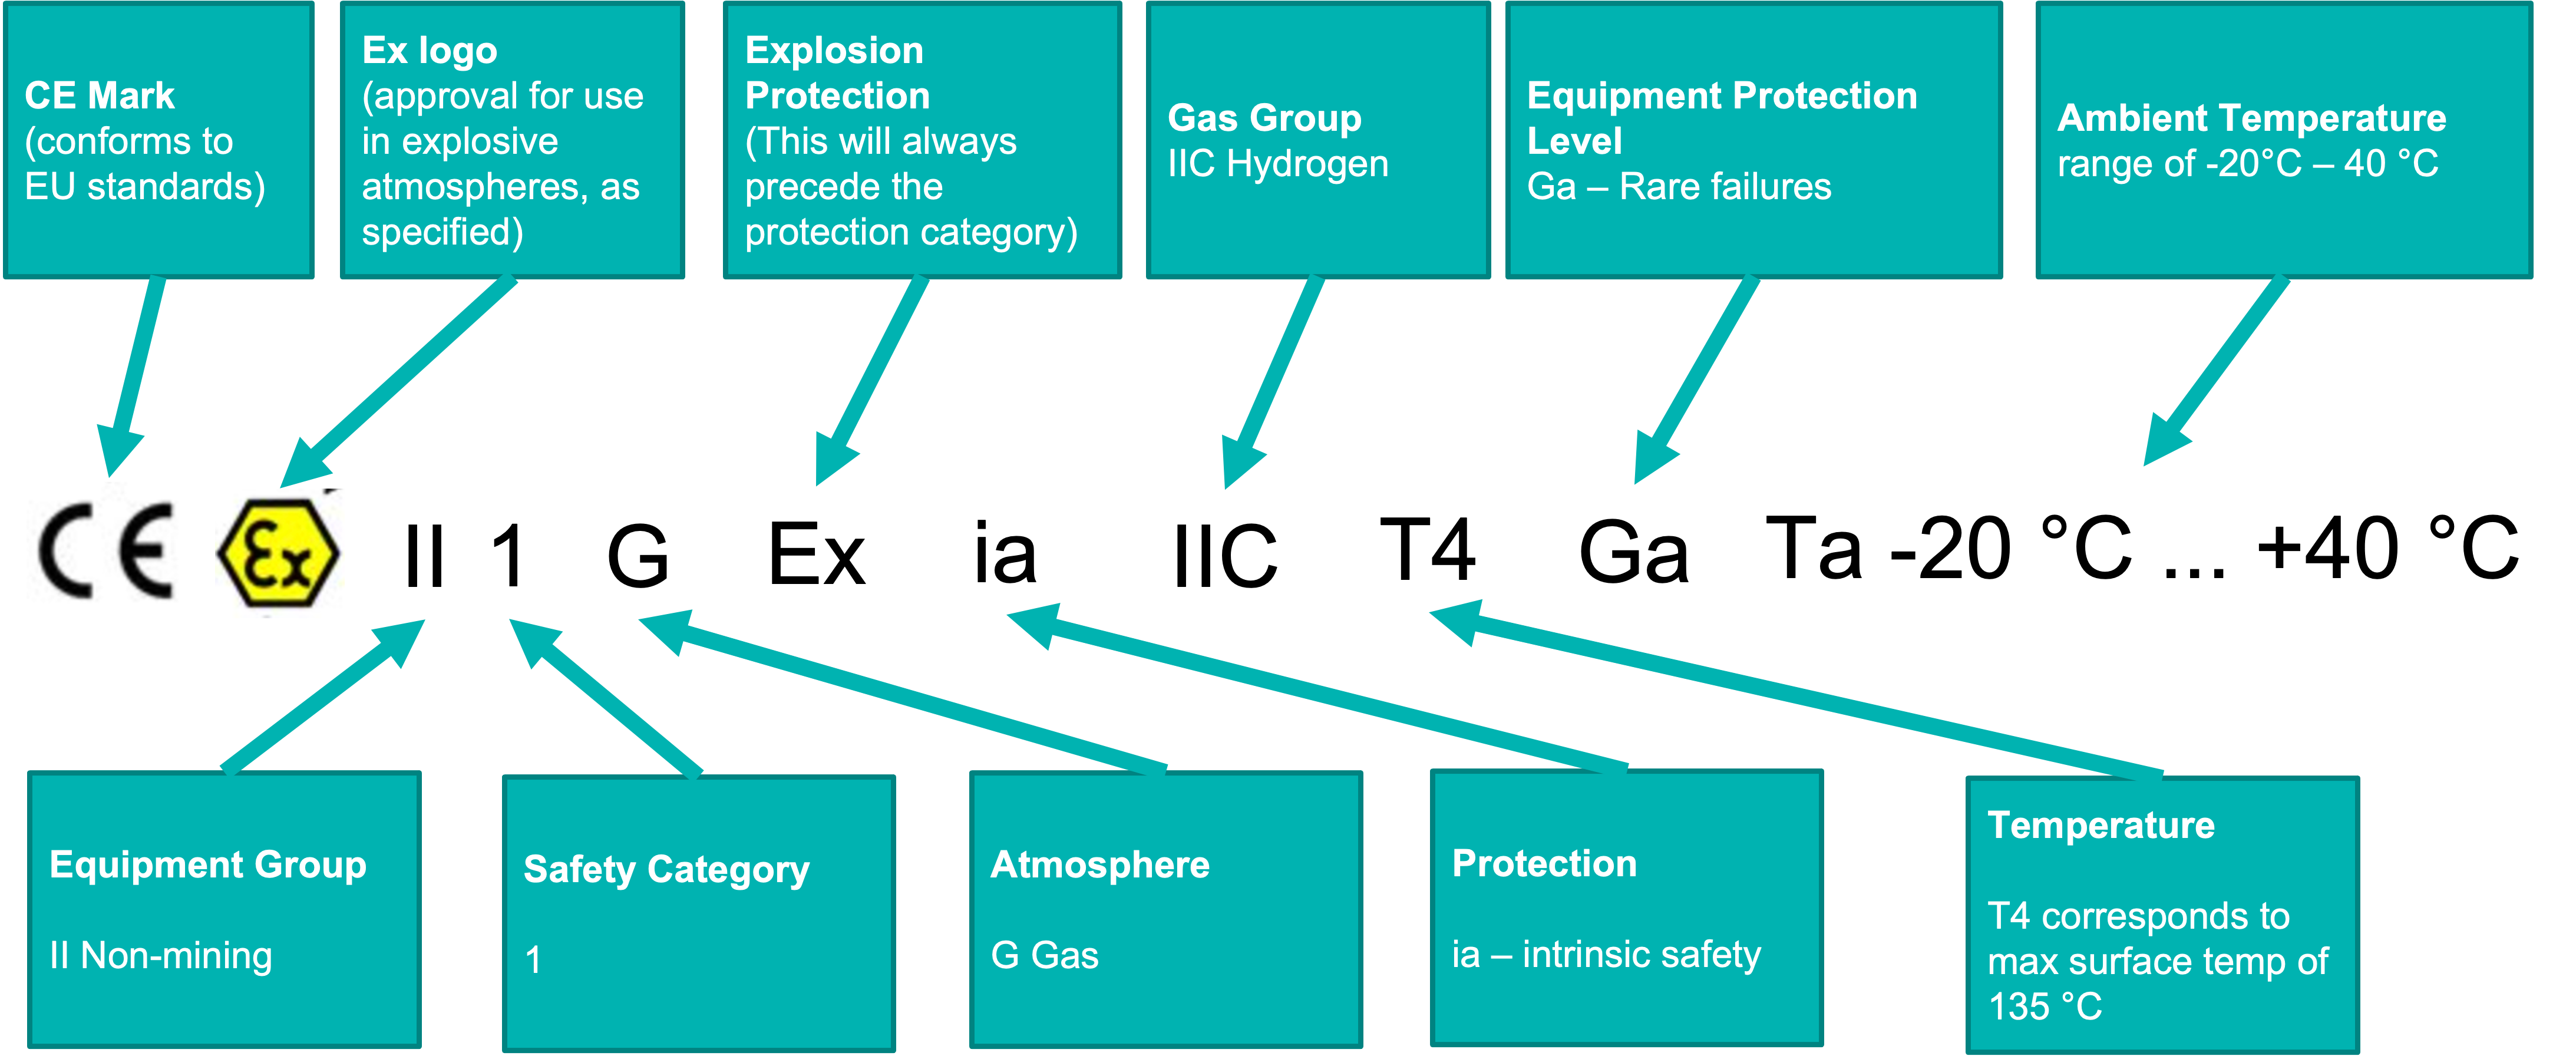 CE Mark
(conforms to
EU standards)
Ex logo
(approval for use
in explosive
atmospheres, as
specified)
Explosion
Protection
(This will always
precede the
protection category)
Gas Group
IIC Hydrogen
Equipment Protection
Level
Ga – Rare failures
Ambient Temperature
range of -20°C – 40 °C
CE Ex II 1 G Ex ia IIC T4 Ga Ta -20 °C ... +40 °C
Equipment Group
II Non-mining
Safety Category
1
Atmosphere
G Gas
Protection
ia – intrinsic safety
Temperature
T4 corresponds to
max surface temp of
135 °C